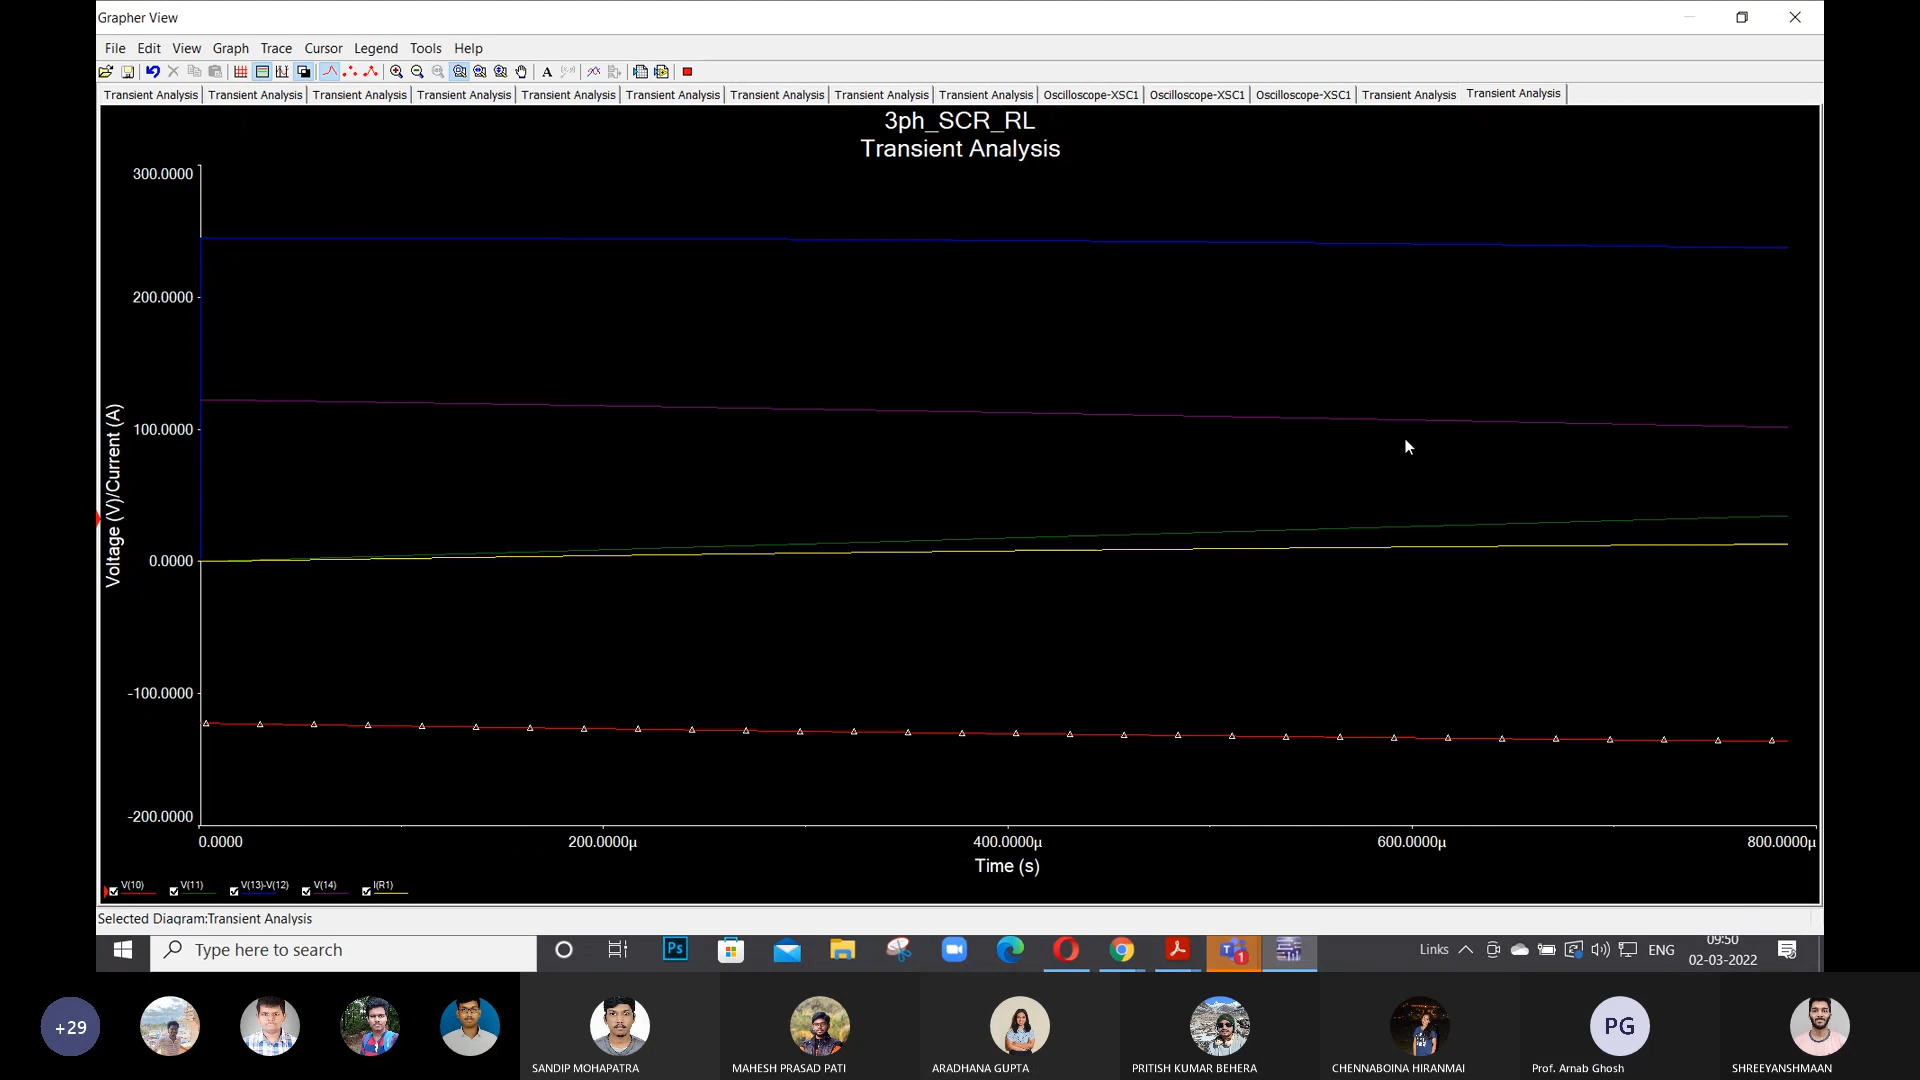 Grapher View
File Edit View Graph Trace Cursor Legend Tools Help
A
Transient Analysis Transient Analysis Transient Analysis Transient Analysis Transient Analysis Transient Analysis Transient Analysis Transient Analysis Transient Analysis Oscilloscope-XSC1 Oscilloscope-XSC1 Oscilloscope-XSC1 Transient Analysis Transient Analysis
3ph_SCR_RL
Transient Analysis
300.0000
200.0000
100.0000
0.0000
-100.0000
-200.0000
Voltage (V)/Current (A)
0.0000 200.0000µ 400.0000µ 600.0000µ 800.0000µ
Time (s)
V(10) V(11) V(13)-V(12) V(14) I(R1)
Selected Diagram:Transient Analysis
Type here to search
Ps
T 1
Links
ENG
09:50
02-03-2022
+29
PG
SANDIP MOHAPATRA MAHESH PRASAD PATI ARADHANA GUPTA PRITISH KUMAR BEHERA CHENNABOINA HIRANMAI Prof. Arnab Ghosh SHREEYANSHMAAN